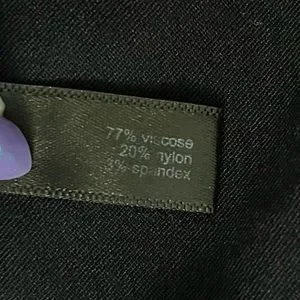 77% viscose
20% nylon
3% spandex